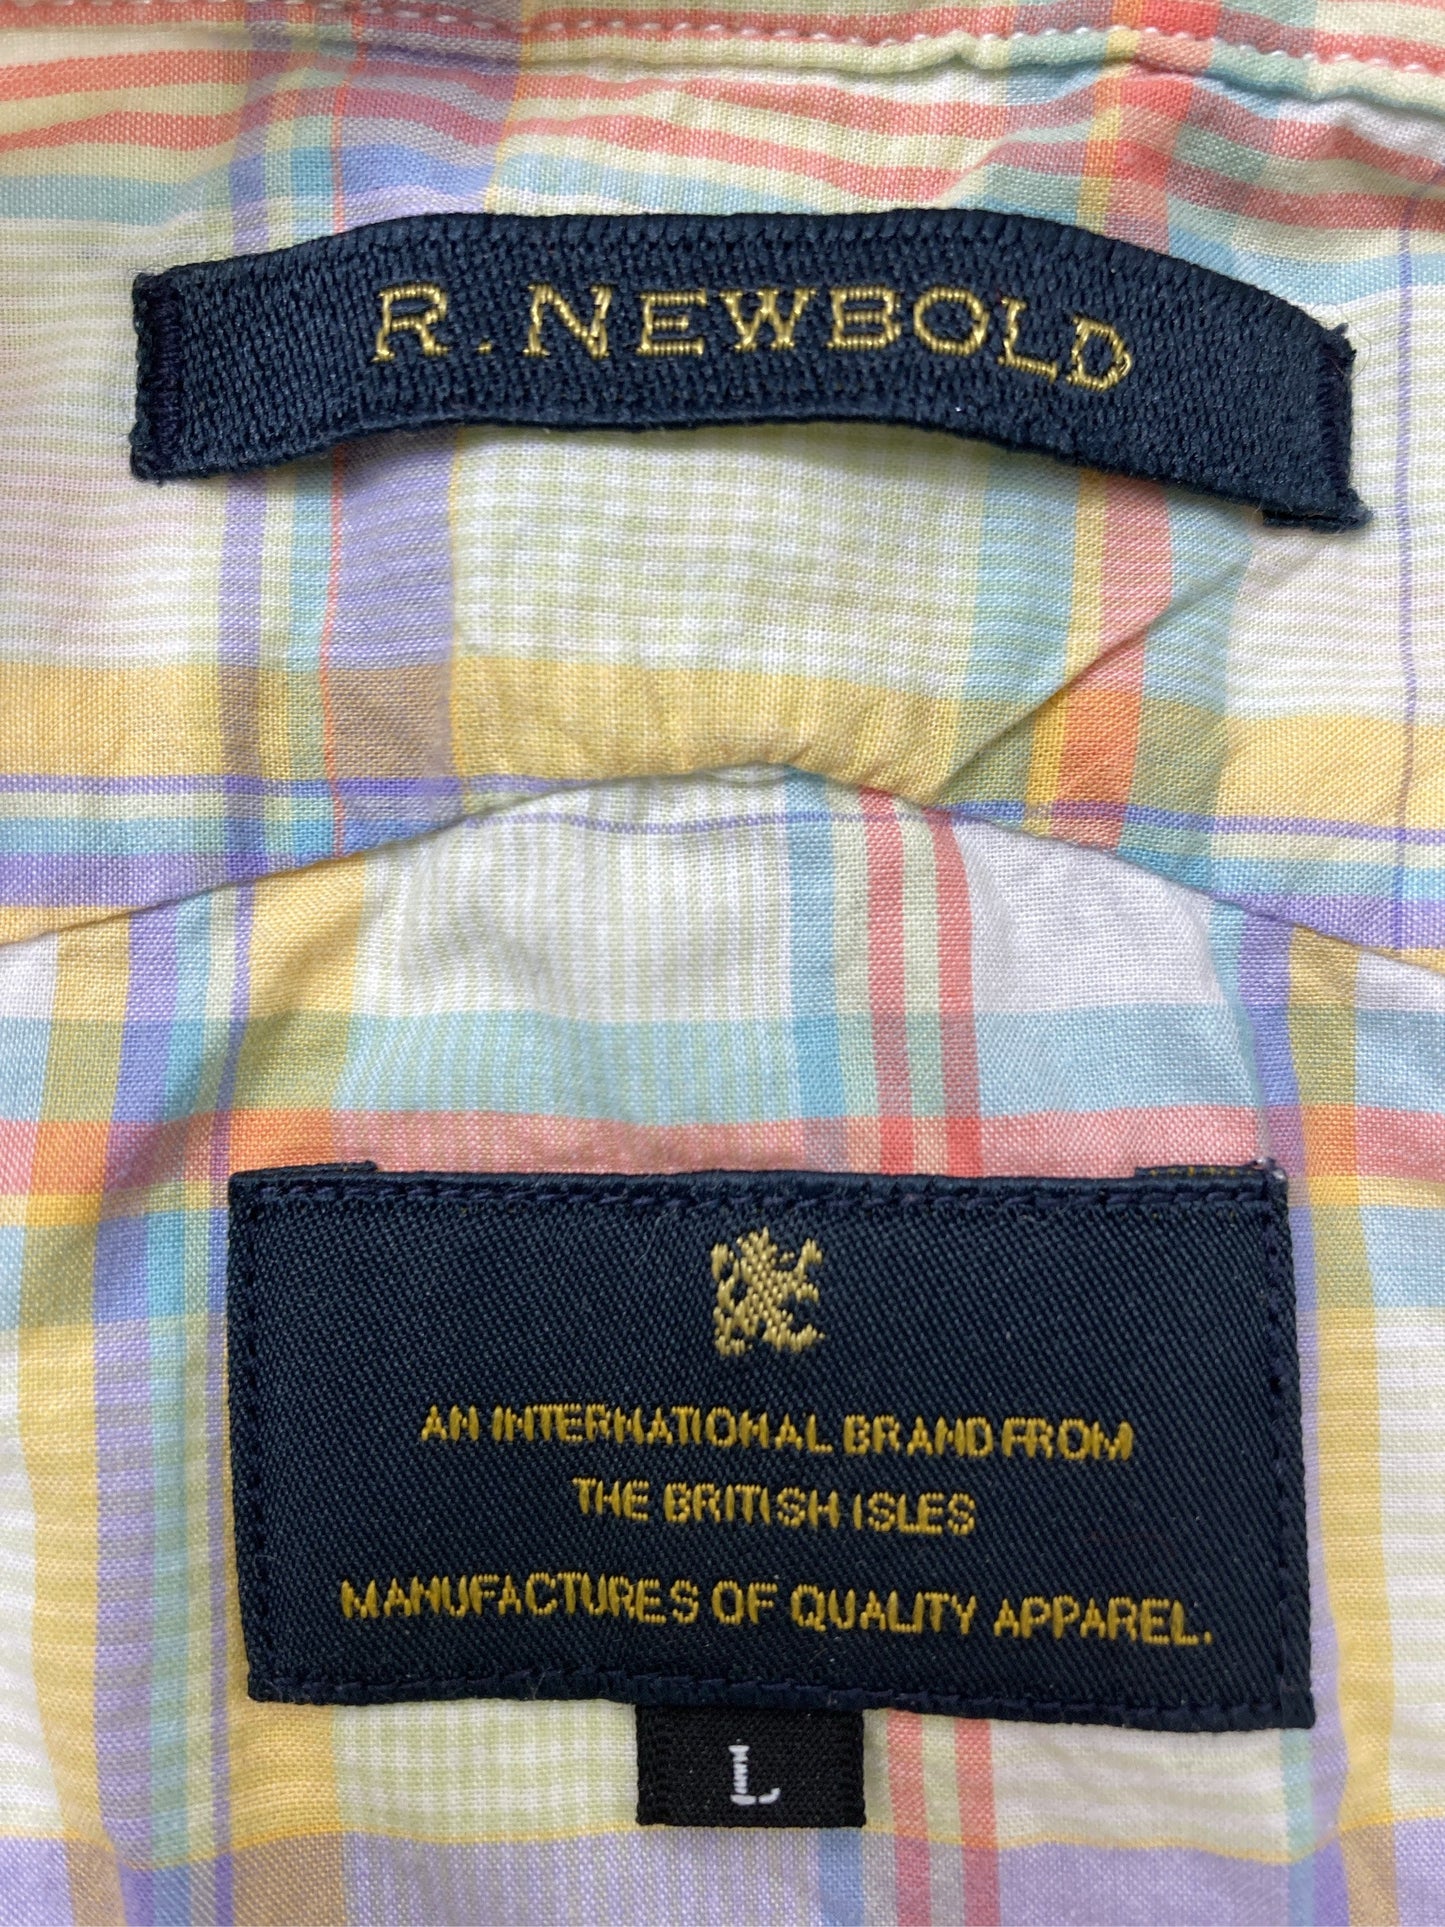 R. NEWBOLD
AN INTERNATIONAL BRAND FROM
THE BRITISH ISLES
MANUFACTURES OF QUALITY APPAREL.
L